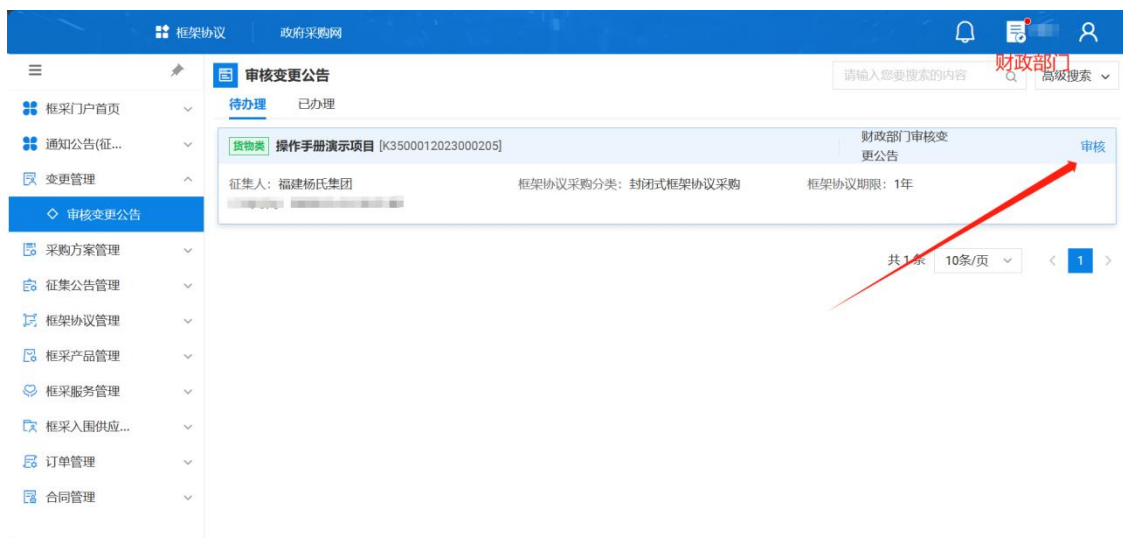 框架协议 政府采购网
财政部门
审核变更公告 请输入您要搜索的内容 高级搜索
待办理 已办理
框采门户首页
通知公告(征...
变更管理
审核变更公告
采购方案管理
征集公告管理
框架协议管理
框采产品管理
框采服务管理
框采入围供应...
订单管理
合同管理
货物类 操作手册演示项目 [K3500012023000205] 财政部门审核变
更公告 审核
征集人：福建杨氏集团 框架协议采购分类：封闭式框架协议采购 框架协议期限：1年
共1条 10条/页 < 1 >